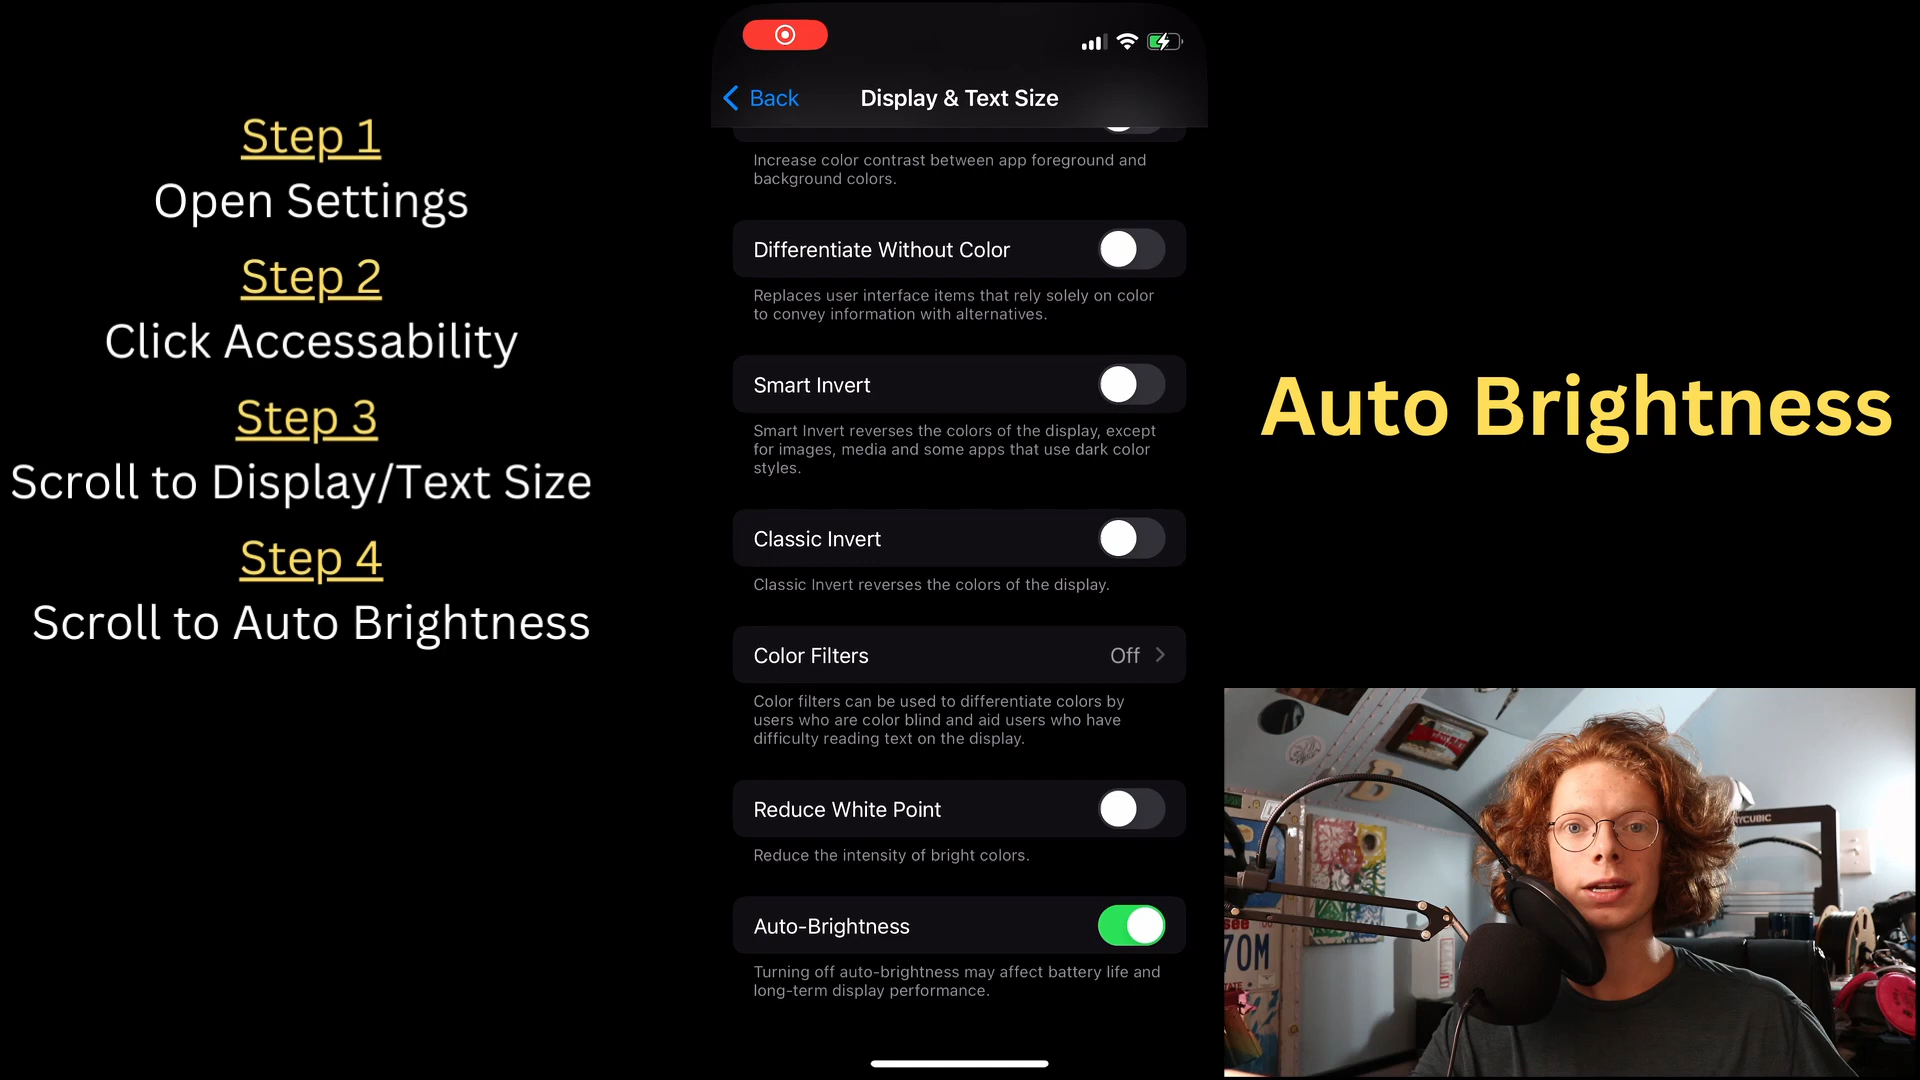 Step 1
Open Settings
Step 2
Click Accessability
Step 3
Scroll to Display/Text Size
Step 4
Scroll to Auto Brightness
Back
Display & Text Size
Increase color contrast between app foreground and
background colors.
Differentiate Without Color
Replaces user interface items that rely solely on color
to convey information with alternatives.
Smart Invert
Smart Invert reverses the colors of the display, except
for images, media and some apps that use dark color
styles.
Classic Invert
Classic Invert reverses the colors of the display.
Color Filters
Off
Color filters can be used to differentiate colors by
users who are color blind and aid users who have
difficulty reading text on the display.
Reduce White Point
Reduce the intensity of bright colors.
Auto-Brightness
Turning off auto-brightness may affect battery life and
long-term display performance.
Auto Brightness
70M